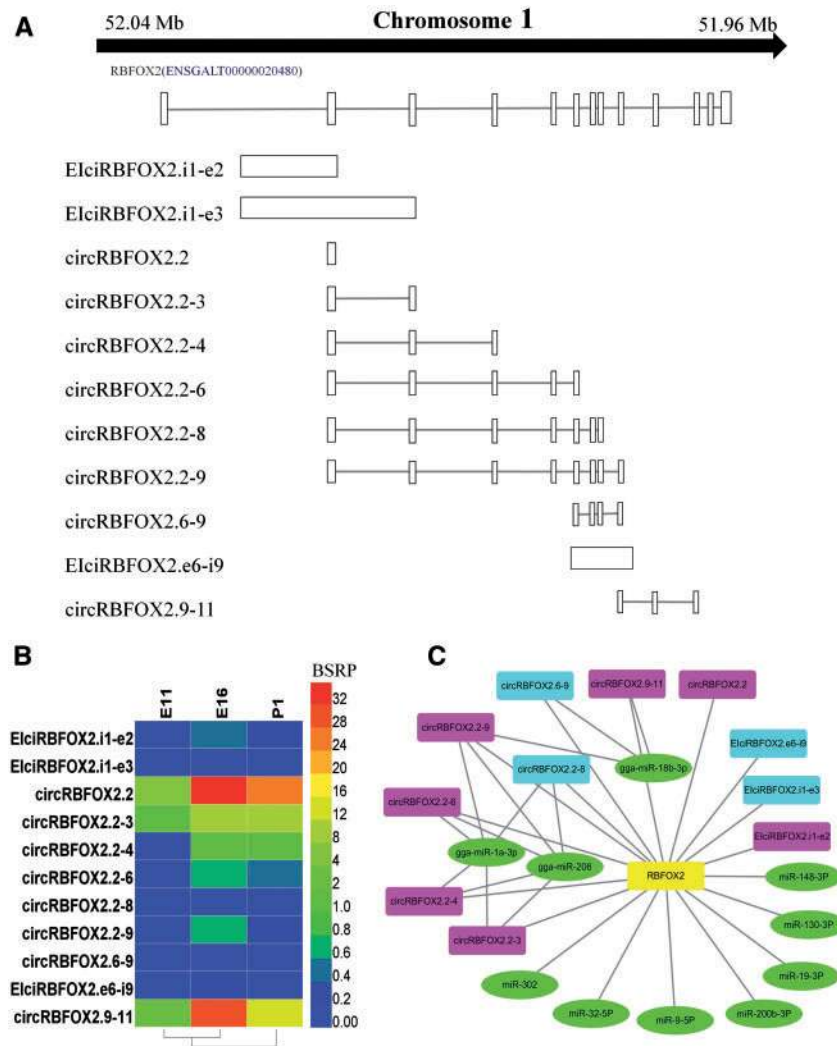 A
52.04 Mb
Chromosome 1
51.96 Mb
RBFOX2(ENSGALT00000020480)
EIciRBFOX2.i1-e2
EIciRBFOX2.i1-e3
circRBFOX2.2
circRBFOX2.2-3
circRBFOX2.2-4
circRBFOX2.2-6
circRBFOX2.2-8
circRBFOX2.2-9
circRBFOX2.6-9
EIciRBFOX2.e6-i9
circRBFOX2.9-11
B
E11
E16
P1
BSRP
EIciRBFOX2.i1-e2
EIciRBFOX2.i1-e3
circRBFOX2.2
circRBFOX2.2-3
circRBFOX2.2-4
circRBFOX2.2-6
circRBFOX2.2-8
circRBFOX2.2-9
circRBFOX2.6-9
EIciRBFOX2.e6-i9
circRBFOX2.9-11
32
28
24
20
16
12
8
4
2
1.0
0.8
0.6
0.4
0.2
0.00
C
circRBFOX2.6-9
circRBFOX2.9-11
circRBFOX2.2
circRBFOX2.2-9
circRBFOX2.2-8
gga-miR-18b-3p
EIciRBFOX2.e6-i9
EIciRBFOX2.i1-e3
circRBFOX2.2-6
EIciRBFOX2.i1-e2
gga-miR-1a-3p
gga-miR-206
RBFOX2
miR-148-3P
circRBFOX2.2-4
miR-130-3P
circRBFOX2.2-3
miR-19-3P
miR-302
miR-200b-3P
miR-32-5P
miR-9-5P